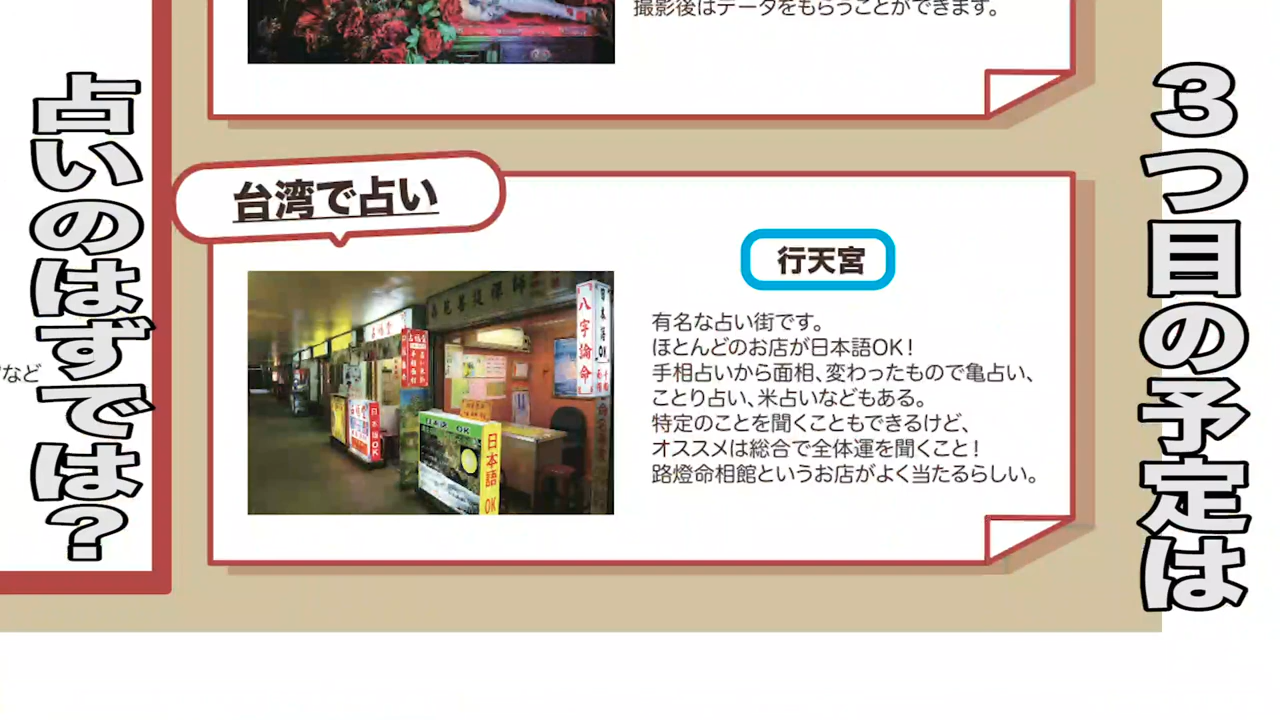 撮影後はデータをもらうことができます。
3つ目の予定は
占いのはずでは?
など
台湾で占い
行天宮
有名な占い街です。
ほとんどのお店が日本語OK!
手相占いから面相、変わったもので亀占い、
ことり占い、米占いなどもある。
特定のことを聞くこともできるけど、
オススメは総合で全体運を聞くこと!
路燈命相館というお店がよく当たるらしい。
八字論命
日本語OK
日本語OK
日本語OK